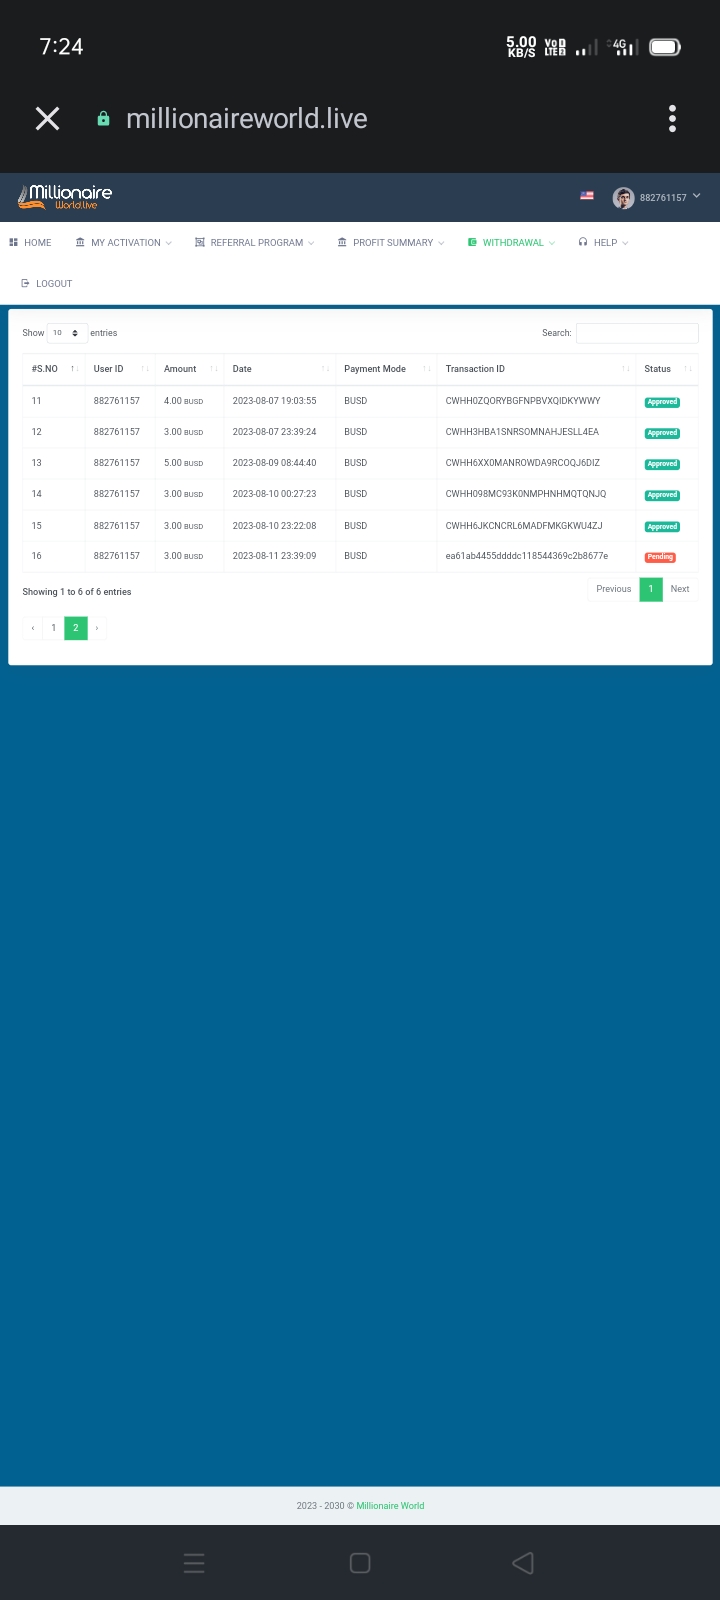 7:24
5.00 KB/S VoLTE 1 LTE 2 4G
millionaireworld.live
Millionaire
World.live
882761157
HOME MY ACTIVATION REFERRAL PROGRAM PROFIT SUMMARY WITHDRAWAL HELP
LOGOUT
Show 10 entries Search:
#S.NO User ID Amount Date Payment Mode Transaction ID Status
11 882761157 4.00 BUSD 2023-08-07 19:03:55 BUSD CWHH0ZQORYBGFNPBVXQIDKYWWY Approved
12 882761157 3.00 BUSD 2023-08-07 23:39:24 BUSD CWHH3HBA1SNRSOMNAHJESLL4EA Approved
13 882761157 5.00 BUSD 2023-08-09 08:44:40 BUSD CWHH6XX0MANROWDA9RCOQJ6DIZ Approved
14 882761157 3.00 BUSD 2023-08-10 00:27:23 BUSD CWHH098MC93K0NMPHNHMQTQNJQ Approved
15 882761157 3.00 BUSD 2023-08-10 23:22:08 BUSD CWHH6JKCNCRL6MADFMKGKWU4ZJ Approved
16 882761157 3.00 BUSD 2023-08-11 23:39:09 BUSD ea61ab4455ddddc118544369c2b8677e Pending
Showing 1 to 6 of 6 entries Previous 1 Next
‹ 1 2 ›
2023 - 2030 © Millionaire World